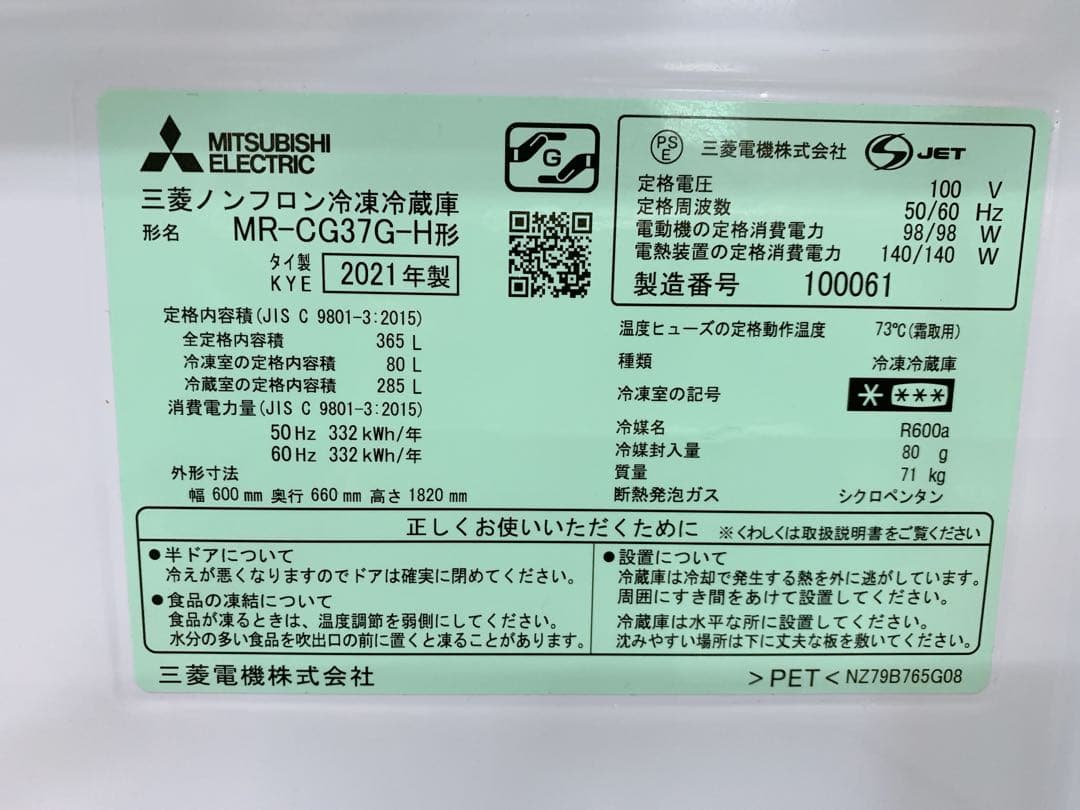 MITSUBISHI
ELECTRIC
三菱ノンフロン冷凍冷蔵庫
形名 MR-CG37G-H形
タイ製
KYE 2021年製
定格内容積(JIS C 9801-3:2015)
全定格内容積 365 L
冷凍室の定格内容積 80 L
冷蔵室の定格内容積 285 L
消費電力量(JIS C 9801-3:2015)
50Hz 332kWh/年
60Hz 332kWh/年
外形寸法
幅 600mm 奥行 660mm 高さ 1820mm
G
PS
E 三菱電機株式会社 JET
定格電圧 100 V
定格周波数 50/60 Hz
電動機の定格消費電力 98/98 W
電熱装置の定格消費電力 140/140 W
製造番号 100061
温度ヒューズの定格動作温度 73℃(霜取用)
種類 冷凍冷蔵庫
冷凍室の記号 * ***
冷媒名 R600a
冷媒封入量 80 g
質量 71 kg
断熱発泡ガス シクロペンタン
正しくお使いいただくために ※くわしくは取扱説明書をご覧ください
●半ドアについて
冷えが悪くなりますのでドアは確実に閉めてください。
●食品の凍結について
食品が凍るときは、温度調節を弱側にしてください。
水分の多い食品を吹出口の前に置くと凍ることがあります。
●設置について
冷蔵庫は冷却で発生する熱を外に逃がしています。
周囲にすき間をあけて設置してください。
冷蔵庫は水平な所に設置してください。
沈みやすい場所は下に丈夫な板を敷いてください。
三菱電機株式会社
>PET< NZ79B765G08